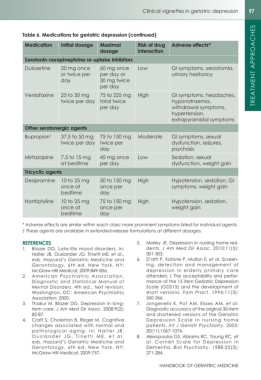 Clinical vignettes in geriatric depression 97
TREATMENT APPROACHES
Table 6. Medications for geriatric depression (continued)
Medication Initial dosage Maximal dosage Risk of drug interaction Adverse effects*
Serotonin-norepinephrine re-uptake inhibitors
Duloxetine 20 mg once or twice per day 60 mg once per day or 30 mg twice per day Low GI symptoms, xerostomia, urinary hesitancy
Venlafaxine 25 to 50 mg twice per day 75 to 225 mg total twice per day High GI symptoms, headaches, hyponatraemia, withdrawal symptoms, hypertension, extrapyramidal symptoms
Other serotonergic agents
Bupropion† 37.5 to 50 mg twice per day 75 to 150 mg twice per day Moderate GI symptoms, sexual dysfunction, seizures, psychosis
Mirtazapine 7.5 to 15 mg at bedtime 45 mg once per day Low Sedation, sexual dysfunction, weight gain
Tricyclic agents
Desipramine 10 to 25 mg once at bedtime 50 to 150 mg once per day High Hypotension, sedation, GI symptoms, weight gain
Nortriptyline 10 to 25 mg once at bedtime 75 to 150 mg once per day High Hypotension, sedation, weight gain
* Adverse effects are similar within each class; more prominent symptoms listed for individual agents.
† These agents are available in extended-release formulations at different dosages.
REFERENCES
1. Blazer DG. Late-life mood disorders. In:
Halter JB, Ouslander JG, Tinetti ME, et al.,
eds. Hazzard's Geriatric Medicine and
Gerontology. 6th ed. New York, NY:
McGraw-Hill Medical;
2. American Psychiatric Association.
Diagnostic and Statistical Manual of
Mental Disorders. 4th ed., text revision.
Washington, DC: American Psychiatric
Association; 2000.
3. Thakur M, Blazer DG. Depression in long-
term care. J Am Med Dir Assoc. 2008;9(2):
82-87.
4. Craft S, Cholerton B, Reger M. Cognitive
changes associated with normal and
pathological aging. In: Halter JB,
Ouslander JG, Tinetti ME, et al.
eds. Hazzard's Geriatric Medicine and
Gerontology. 6th ed. New York, NY:
McGraw-Hill Medical; 2009:
5. Morley JE. Depression in nursing home resi-
dents. J Am Med Dir Assoc. 2010;11(5):
301-303.
6. D'ath P, Katona P, Mullan E, et al. Screen-
ing, detection and management of
depression in elderly primary care
attenders. I: The acceptability and perfor-
mance of the 15 item Geriatric Depression
Scale (GDS15) and the development of
short versions. Fam Pract. 1994;11(3):
260-266.
7. Jongenelis K, Pot AM, Eisses AM, et al.
Diagnostic accuracy of the original 30-item
and shortened versions of the Geriatric
Depression Scale in nursing home
patients. Int J Geriatr Psychiatry. 2005;
20(11):1067-1074.
8. Alexopoulos GS, Abrams RC, Young RC, et
al. Cornell Scale for Depression in
Dementia. Biol Psychiatry. 1988;23(3):
271-284.
HANDBOOK OF GERIATRIC MEDICINE